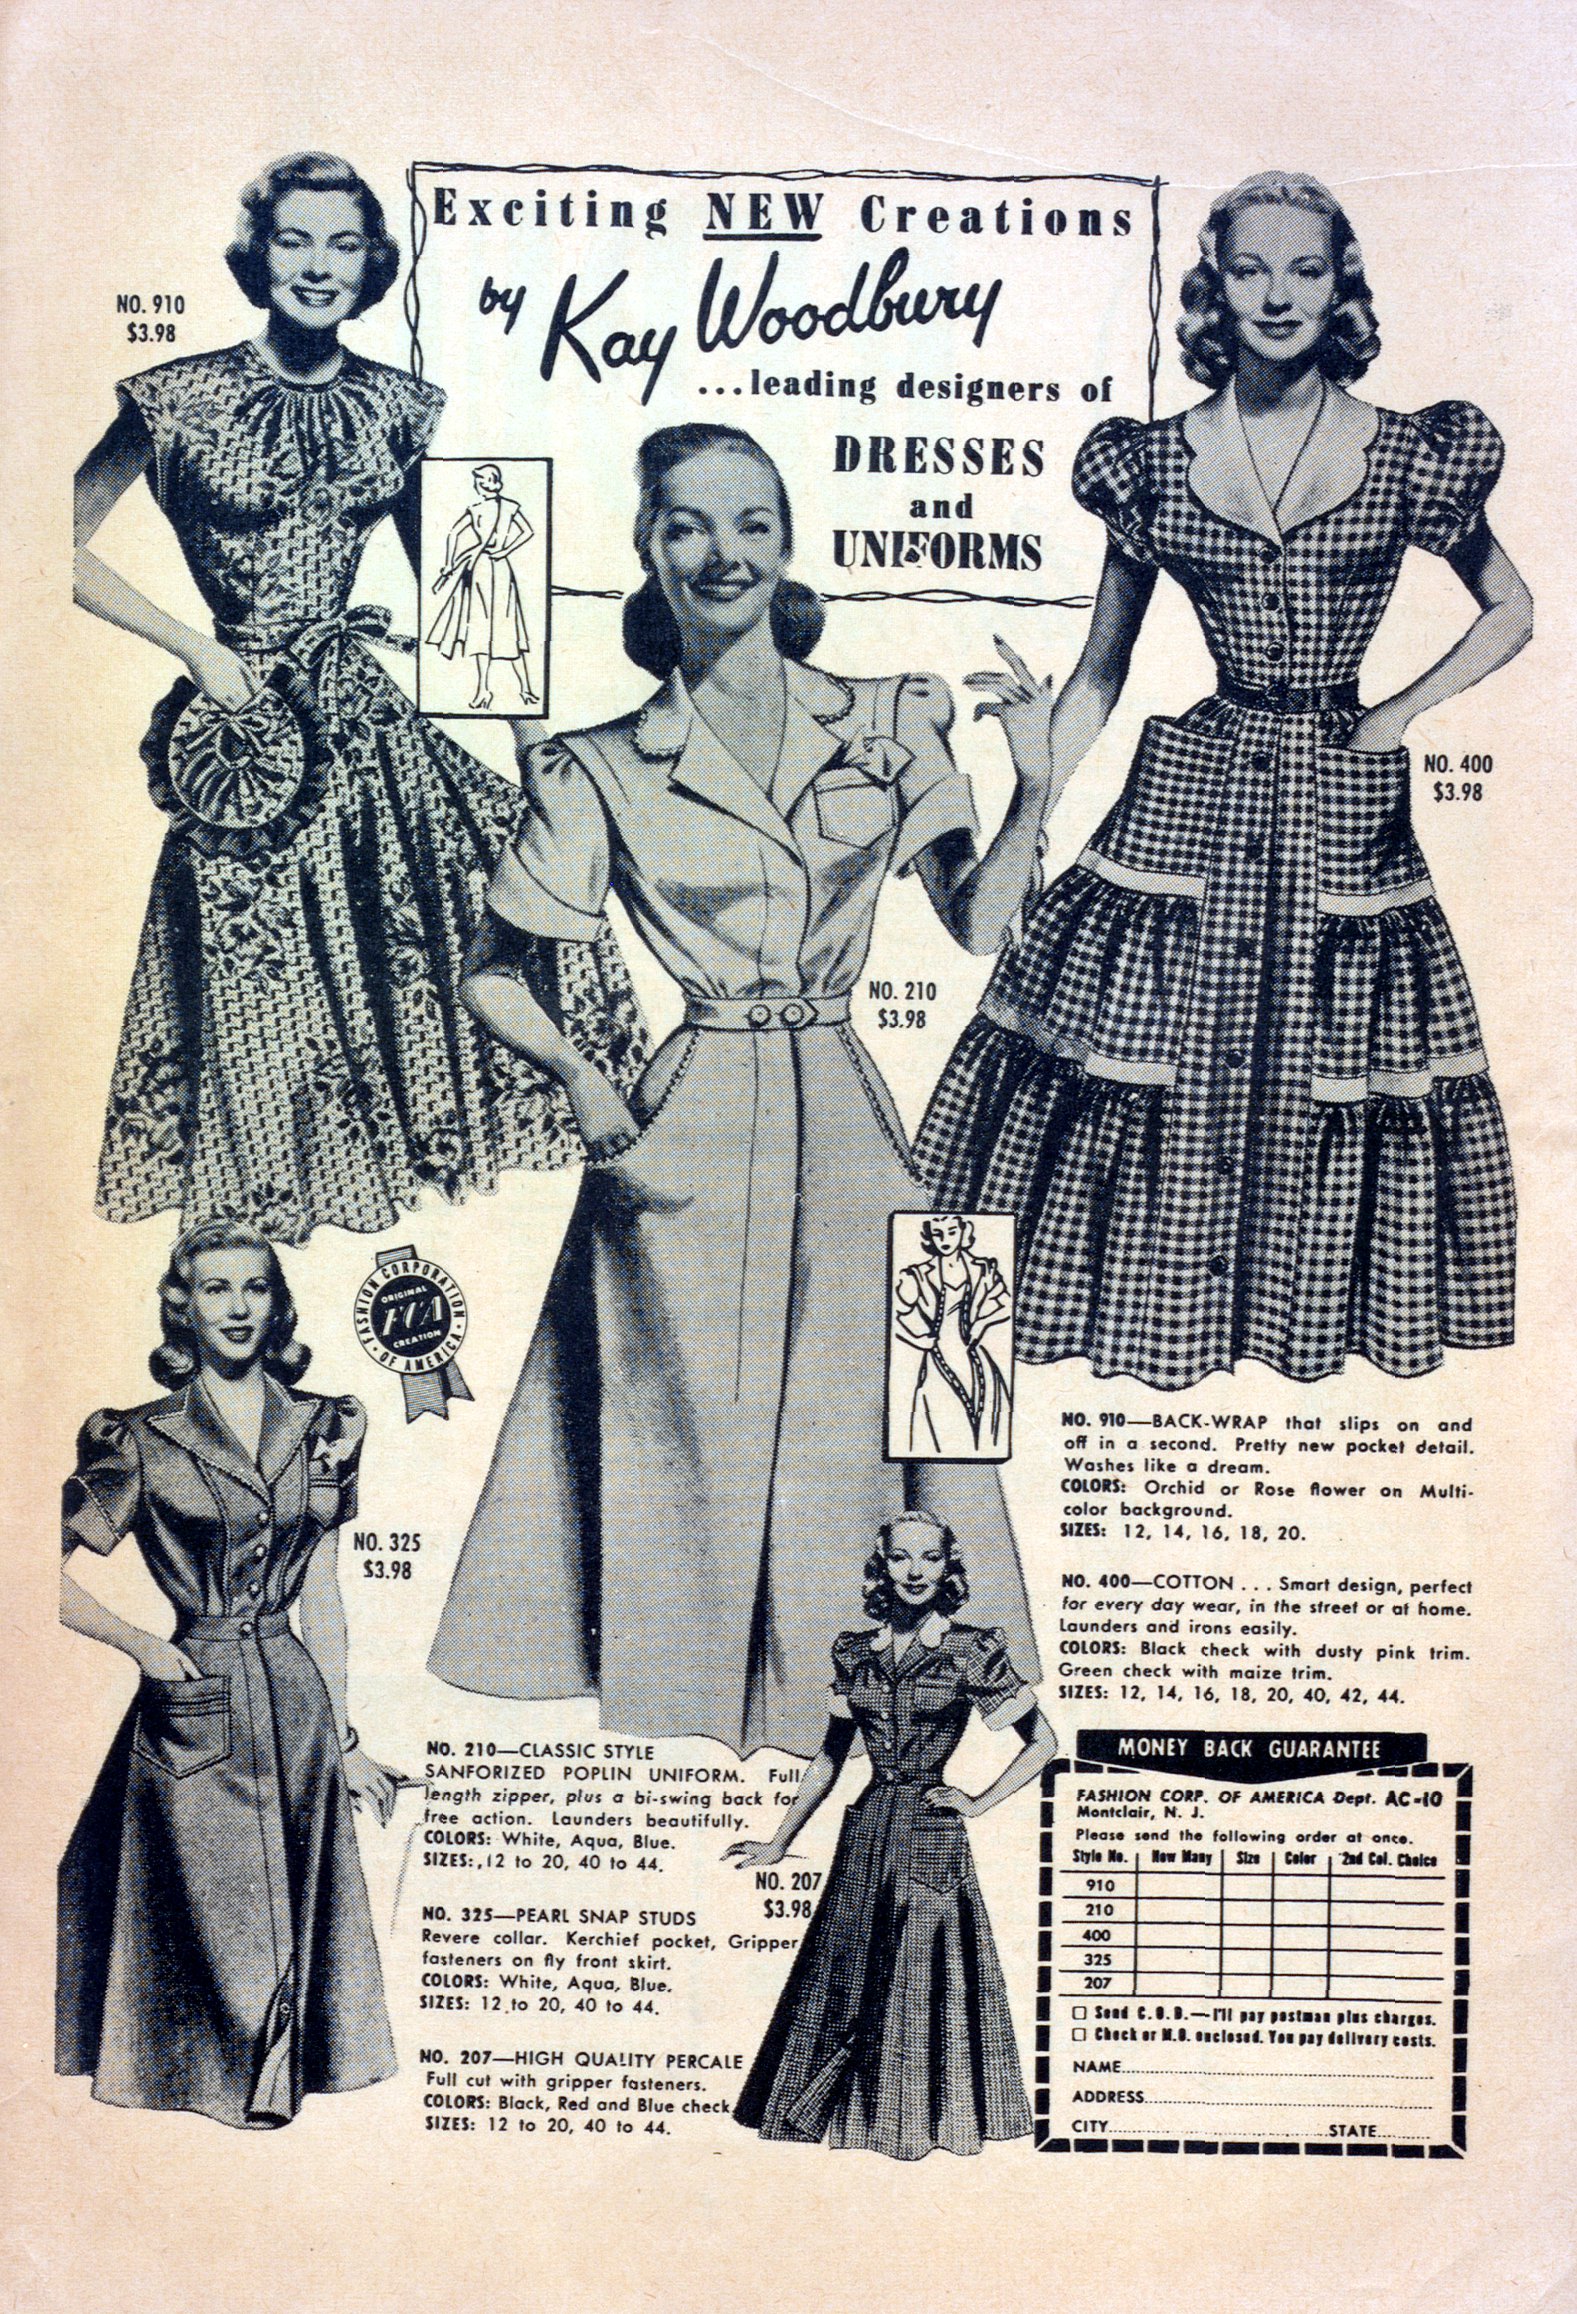 Exciting NEW Creations
by Kay Woodbury
...leading designers of
DRESSES
and
UNIFORMS
NO. 910
$3.98
NO. 400
$3.98
NO. 210
$3.98
FASHION CORPORATION
OF AMERICA
ORIGINAL
FCA
CREATION
NO. 325
$3.98
NO. 910—BACK-WRAP that slips on and
off in a second. Pretty new pocket detail.
Washes like a dream.
COLORS: Orchid or Rose flower on Multi-
color background.
SIZES: 12, 14, 16, 18, 20.
NO. 400—COTTON . . . Smart design, perfect
for every day wear, in the street or at home.
Launders and irons easily.
COLORS: Black check with dusty pink trim.
Green check with maize trim.
SIZES: 12, 14, 16, 18, 20, 40, 42, 44.
NO. 210—CLASSIC STYLE
SANFORIZED POPLIN UNIFORM. Full
length zipper, plus a bi-swing back for
free action. Launders beautifully.
COLORS: White, Aqua, Blue.
SIZES: 12 to 20, 40 to 44.
NO. 207
$3.98
NO. 325—PEARL SNAP STUDS
Revere collar. Kerchief pocket, Gripper
fasteners on fly front skirt.
COLORS: White, Aqua, Blue.
SIZES: 12 to 20, 40 to 44.
NO. 207—HIGH QUALITY PERCALE
Full cut with gripper fasteners.
COLORS: Black, Red and Blue check.
SIZES: 12 to 20, 40 to 44.
MONEY BACK GUARANTEE
FASHION CORP. OF AMERICA Dept. AC-10
Montclair, N. J.
Please send the following order at once.
Style No. How Many Size Color 2nd Col. Choice
910
210
400
325
207
☐ Send C.O.D.—I'll pay postman plus charges.
☐ Check or M.O. enclosed. You pay delivery costs.
NAME
ADDRESS
CITY STATE